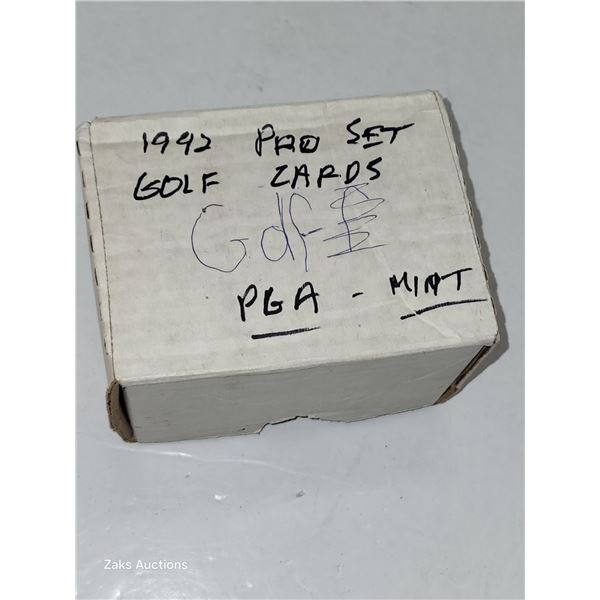 1992 PRO SET
GOLF CARDS
Golf
PGA - MINT
Zaks Auctions